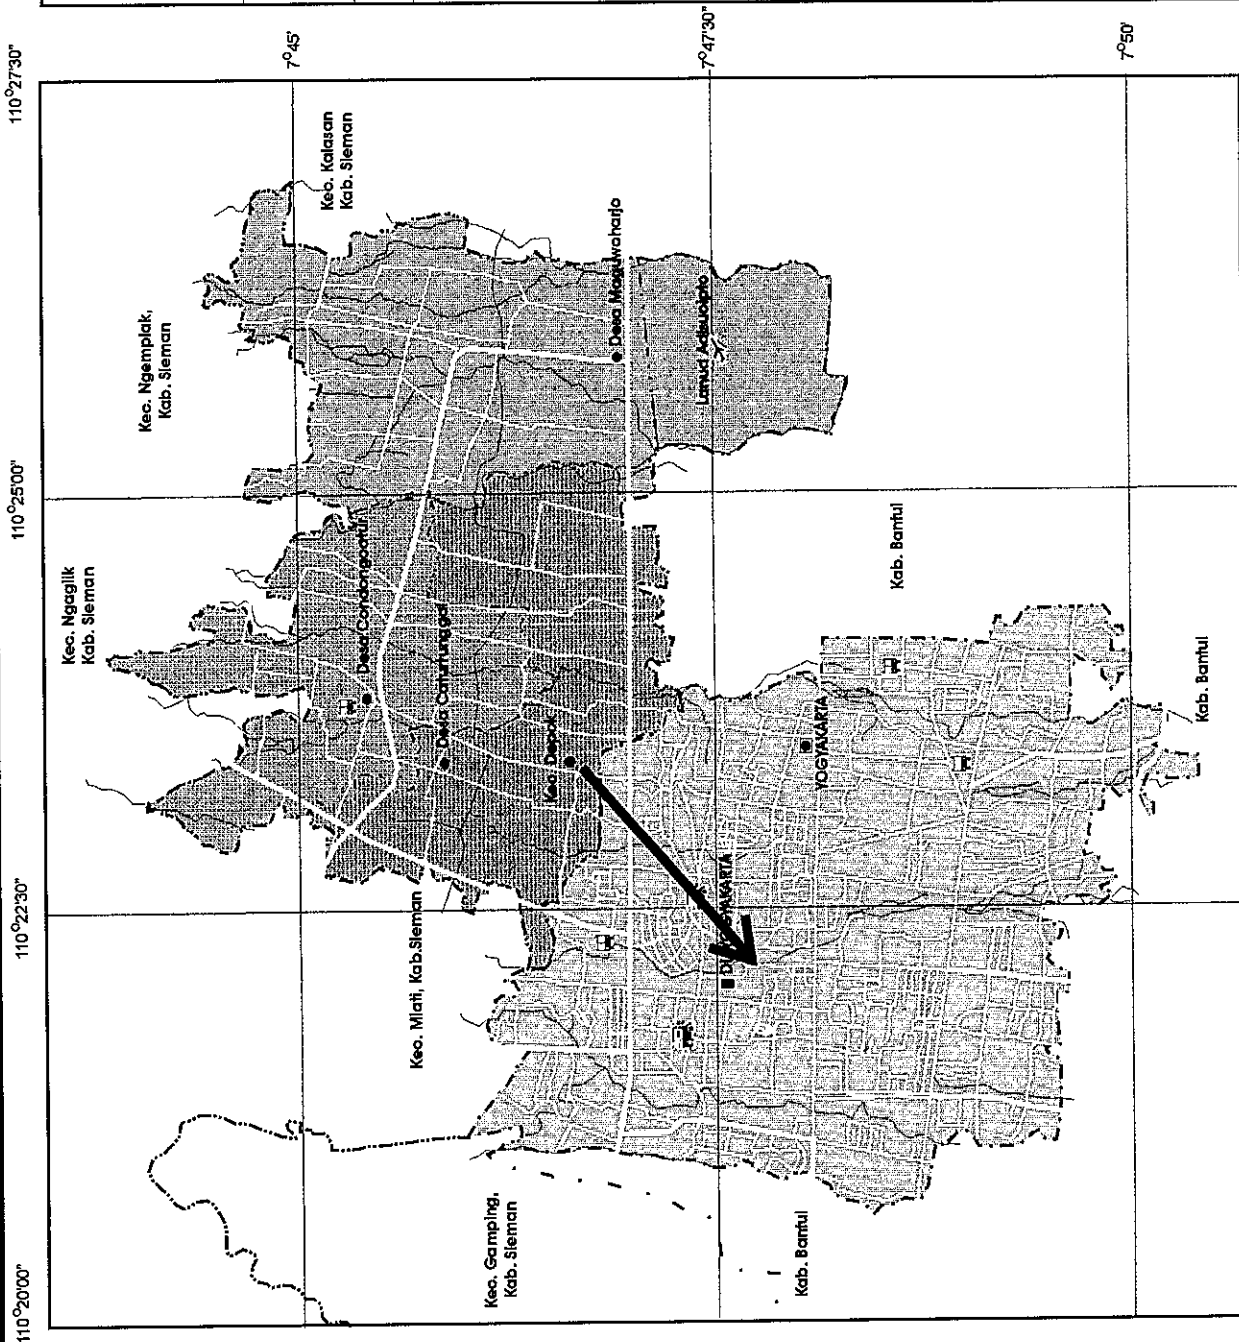 110°20'00"
110°22'30"
110°25'00"
110°27'30"
7°45'
7°47'30"
7°50'
Kec. Ngaglik
Kab. Sleman
Kec. Ngemplak,
Kab. Sleman
Kec. Kalasan
Kab. Sleman
Kec. Mlati, Kab.Sleman
Kec. Gamping,
Kab. Sleman
Desa Condongcatur
Desa Caturtunggal
Kec. Depok
Desa Maguwoharjo
Lanud Adisucipto
YOGYAKARTA
Kab. Bantul
Kab. Bantul
Kab. Bantul